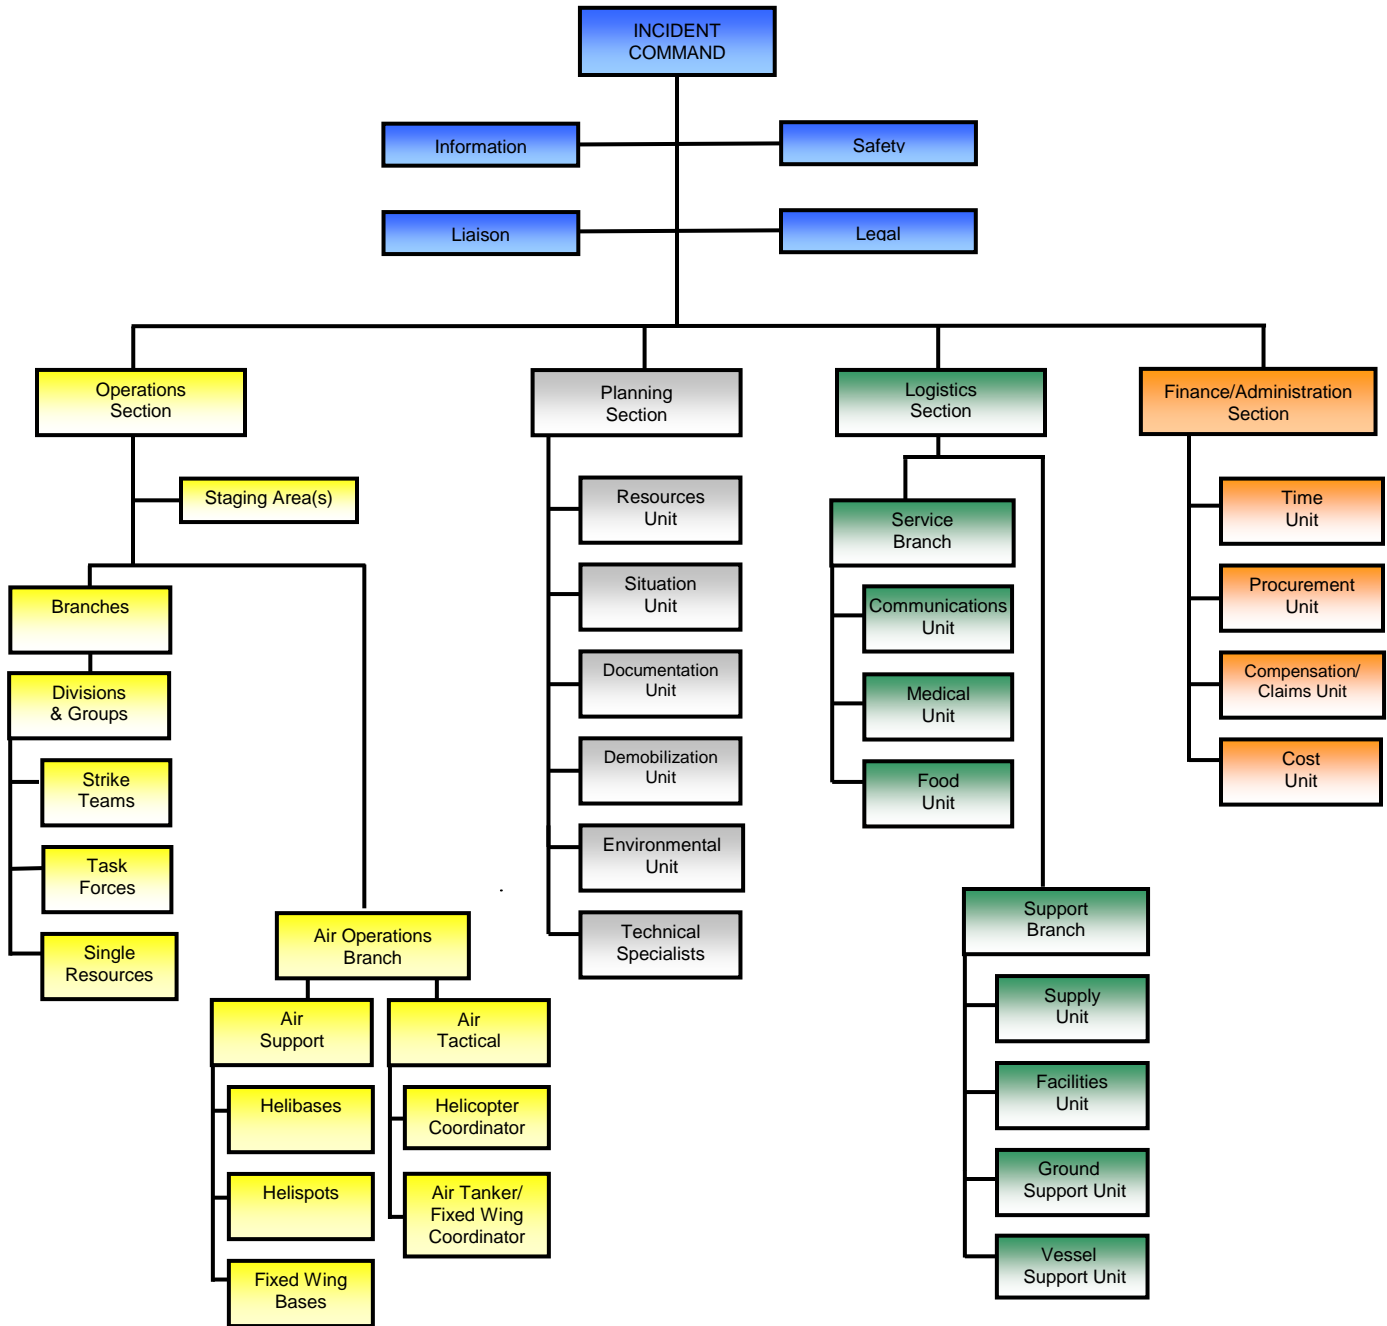 INCIDENT
COMMAND
Information
Safety
Liaison
Legal
Operations
Section
Planning
Section
Logistics
Section
Finance/Administration
Section
Staging Area(s)
Branches
Divisions
& Groups
Strike
Teams
Task
Forces
Single
Resources
Air Operations
Branch
Air
Support
Air
Tactical
Helibases
Helispots
Fixed Wing
Bases
Helicopter
Coordinator
Air Tanker/
Fixed Wing
Coordinator
Resources
Unit
Situation
Unit
Documentation
Unit
Demobilization
Unit
Environmental
Unit
Technical
Specialists
Service
Branch
Communications
Unit
Medical
Unit
Food
Unit
Support
Branch
Supply
Unit
Facilities
Unit
Ground
Support Unit
Vessel
Support Unit
Time
Unit
Procurement
Unit
Compensation/
Claims Unit
Cost
Unit